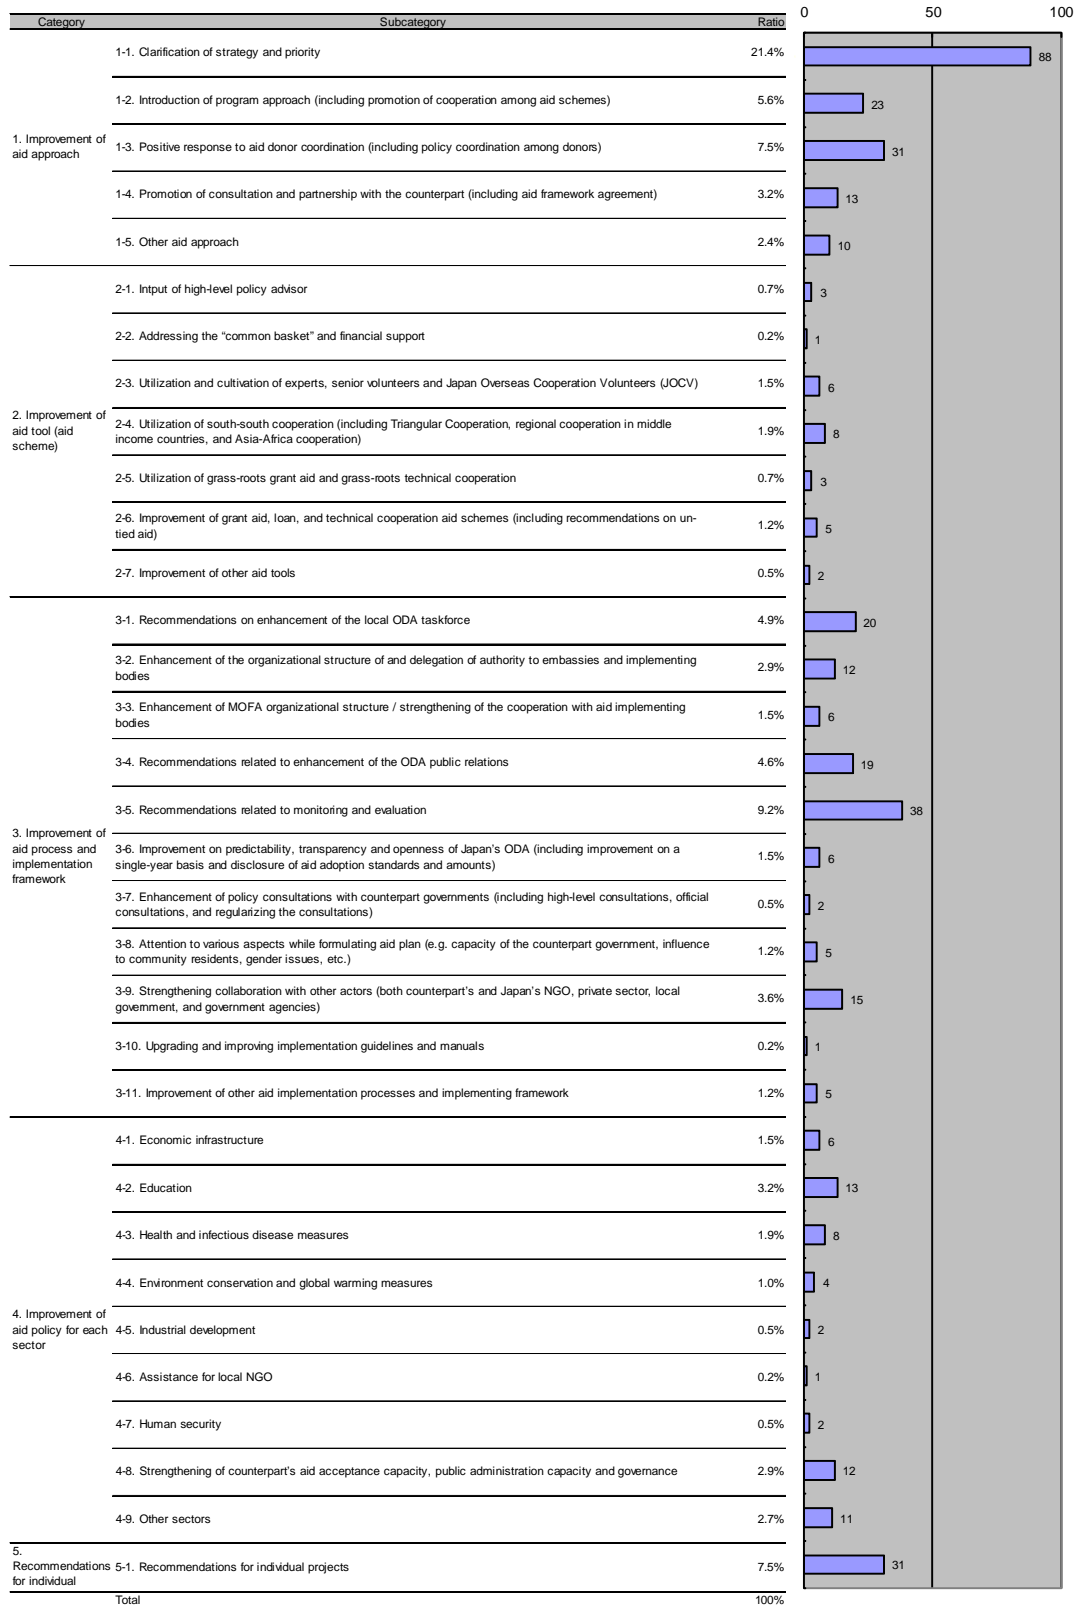 0 50 100
Category Subcategory Ratio
1. Improvement of
aid approach
1-1. Clarification of strategy and priority 21.4% 88
1-2. Introduction of program approach (including promotion of cooperation among aid schemes) 5.6% 23
1-3. Positive response to aid donor coordination (including policy coordination among donors) 7.5% 31
1-4. Promotion of consultation and partnership with the counterpart (including aid framework agreement) 3.2% 13
1-5. Other aid approach 2.4% 10
2. Improvement of
aid tool (aid
scheme)
2-1. Intput of high-level policy advisor 0.7% 3
2-2. Addressing the “common basket” and financial support 0.2% 1
2-3. Utilization and cultivation of experts, senior volunteers and Japan Overseas Cooperation Volunteers (JOCV) 1.5% 6
2-4. Utilization of south-south cooperation (including Triangular Cooperation, regional cooperation in middle
income countries, and Asia-Africa cooperation) 1.9% 8
2-5. Utilization of grass-roots grant aid and grass-roots technical cooperation 0.7% 3
2-6. Improvement of grant aid, loan, and technical cooperation aid schemes (including recommendations on un-
tied aid) 1.2% 5
2-7. Improvement of other aid tools 0.5% 2
3. Improvement of
aid process and
implementation
framework
3-1. Recommendations on enhancement of the local ODA taskforce 4.9% 20
3-2. Enhancement of the organizational structure of and delegation of authority to embassies and implementing
bodies 2.9% 12
3-3. Enhancement of MOFA organizational structure / strengthening of the cooperation with aid implementing
bodies 1.5% 6
3-4. Recommendations related to enhancement of the ODA public relations 4.6% 19
3-5. Recommendations related to monitoring and evaluation 9.2% 38
3-6. Improvement on predictability, transparency and openness of Japan’s ODA (including improvement on a
single-year basis and disclosure of aid adoption standards and amounts) 1.5% 6
3-7. Enhancement of policy consultations with counterpart governments (including high-level consultations, official
consultations, and regularizing the consultations) 0.5% 2
3-8. Attention to various aspects while formulating aid plan (e.g. capacity of the counterpart government, influence
to community residents, gender issues, etc.) 1.2% 5
3-9. Strengthening collaboration with other actors (both counterpart’s and Japan’s NGO, private sector, local
government, and government agencies) 3.6% 15
3-10. Upgrading and improving implementation guidelines and manuals 0.2% 1
3-11. Improvement of other aid implementation processes and implementing framework 1.2% 5
4. Improvement of
aid policy for each
sector
4-1. Economic infrastructure 1.5% 6
4-2. Education 3.2% 13
4-3. Health and infectious disease measures 1.9% 8
4-4. Environment conservation and global warming measures 1.0% 4
4-5. Industrial development 0.5% 2
4-6. Assistance for local NGO 0.2% 1
4-7. Human security 0.5% 2
4-8. Strengthening of counterpart’s aid acceptance capacity, public administration capacity and governance 2.9% 12
4-9. Other sectors 2.7% 11
5.
Recommendations
for individual
5-1. Recommendations for individual projects 7.5% 31
Total 100%